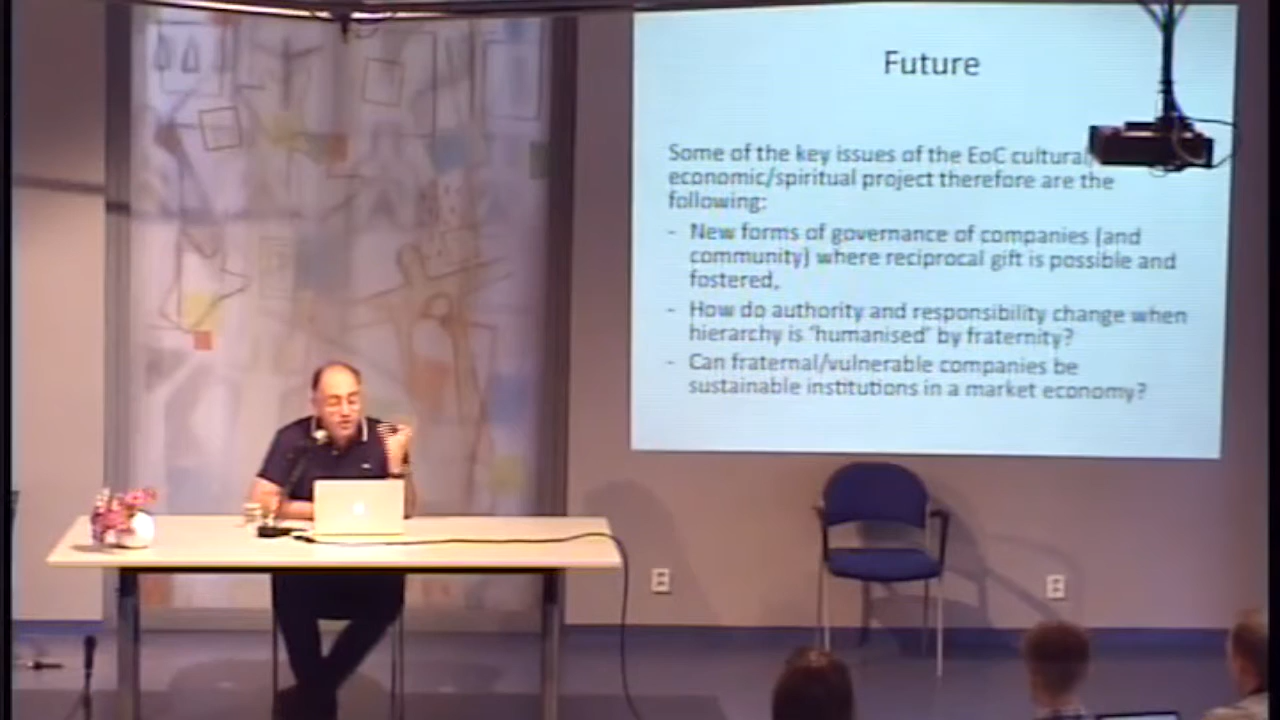 Future
Some of the key issues of the EoC cultural,
economic/spiritual project therefore are the
following:
- New forms of governance of companies (and
community) where reciprocal gift is possible and
fostered,
- How do authority and responsibility change when
hierarchy is 'humanised' by fraternity?
- Can fraternal/vulnerable companies be
sustainable institutions in a market economy?